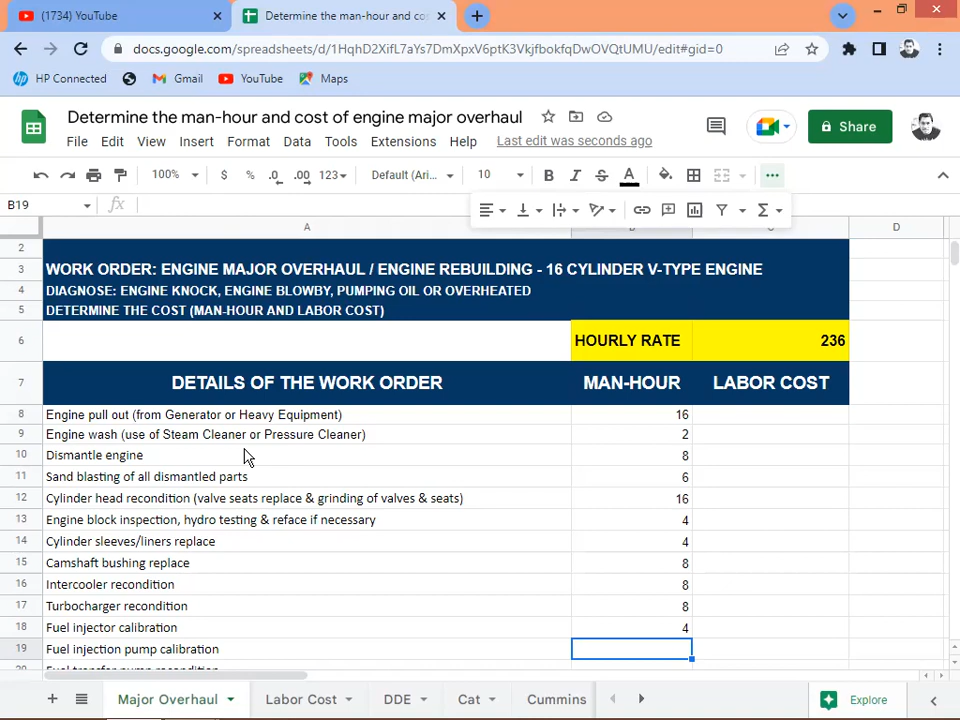 (1734) YouTube
Determine the man-hour and co
docs.google.com/spreadsheets/d/1HqhD2XifL7aYs7DmXpxV6ptK3VkjfbokfqDwOVQtUMU/edit#gid=0
HP Connected
Gmail
YouTube
Maps
Determine the man-hour and cost of engine major overhaul
File Edit View Insert Format Data Tools Extensions Help Last edit was seconds ago
Share
100% $ % .0 .00 123 Default (Ari... 10 B I S A
B19 fx
A C D
2
3 WORK ORDER: ENGINE MAJOR OVERHAUL / ENGINE REBUILDING - 16 CYLINDER V-TYPE ENGINE
4 DIAGNOSE: ENGINE KNOCK, ENGINE BLOWBY, PUMPING OIL OR OVERHEATED
5 DETERMINE THE COST (MAN-HOUR AND LABOR COST)
6 HOURLY RATE 236
7 DETAILS OF THE WORK ORDER MAN-HOUR LABOR COST
8 Engine pull out (from Generator or Heavy Equipment) 16
9 Engine wash (use of Steam Cleaner or Pressure Cleaner) 2
10 Dismantle engine 8
11 Sand blasting of all dismantled parts 6
12 Cylinder head recondition (valve seats replace & grinding of valves & seats) 16
13 Engine block inspection, hydro testing & reface if necessary 4
14 Cylinder sleeves/liners replace 4
15 Camshaft bushing replace 8
16 Intercooler recondition 8
17 Turbocharger recondition 8
18 Fuel injector calibration 4
19 Fuel injection pump calibration
20 Fuel transfer pump recondition
Major Overhaul Labor Cost DDE Cat Cummins Explore